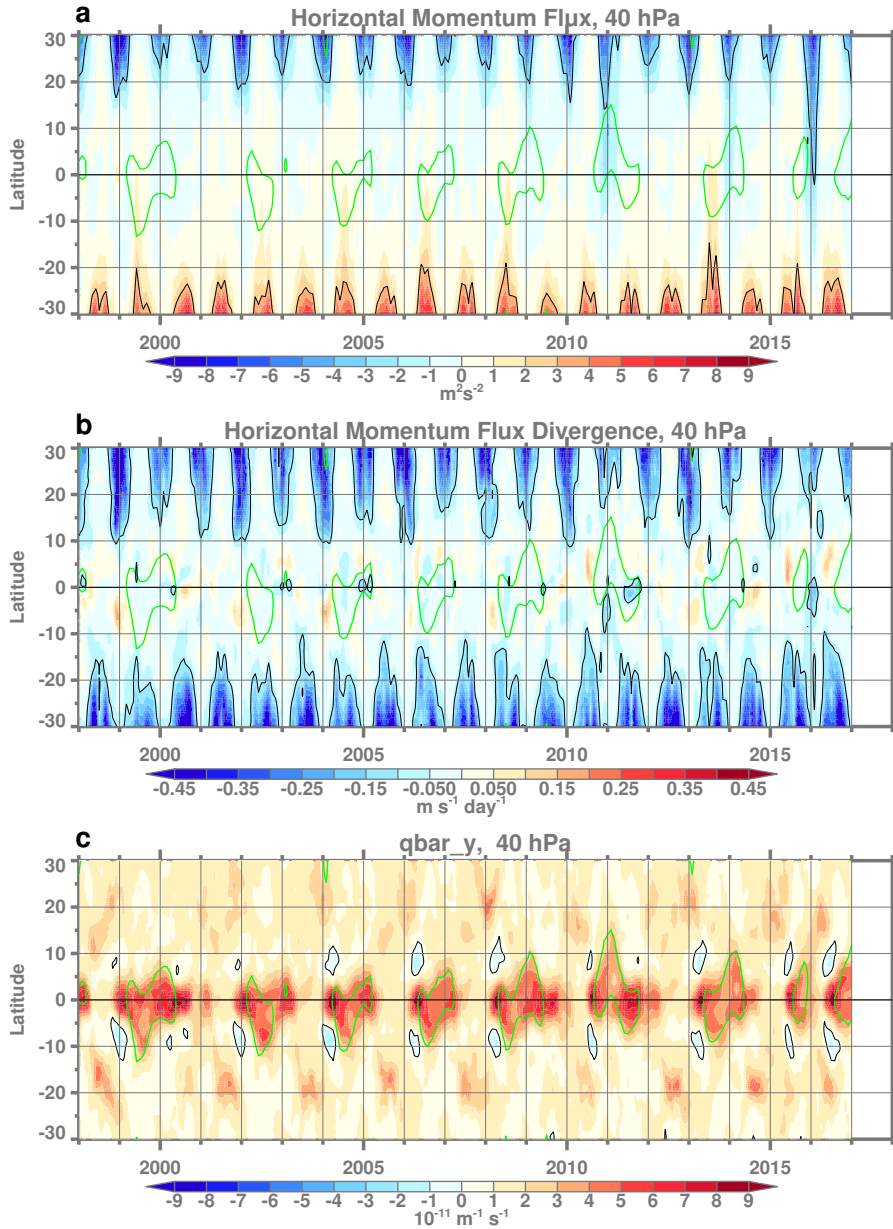 a
Horizontal Momentum Flux, 40 hPa
30
20
10
0
-10
-20
-30
Latitude
2000 2005 2010 2015
-9 -8 -7 -6 -5 -4 -3 -2 -1 0 1 2 3 4 5 6 7 8 9
m²s⁻²
b
Horizontal Momentum Flux Divergence, 40 hPa
30
20
10
0
-10
-20
-30
Latitude
2000 2005 2010 2015
-0.45 -0.35 -0.25 -0.15 -0.050 0.050 0.15 0.25 0.35 0.45
m s⁻¹ day⁻¹
c
qbar_y, 40 hPa
30
20
10
0
-10
-20
-30
Latitude
2000 2005 2010 2015
-9 -8 -7 -6 -5 -4 -3 -2 -1 0 1 2 3 4 5 6 7 8 9
10⁻¹¹ m⁻¹ s⁻¹